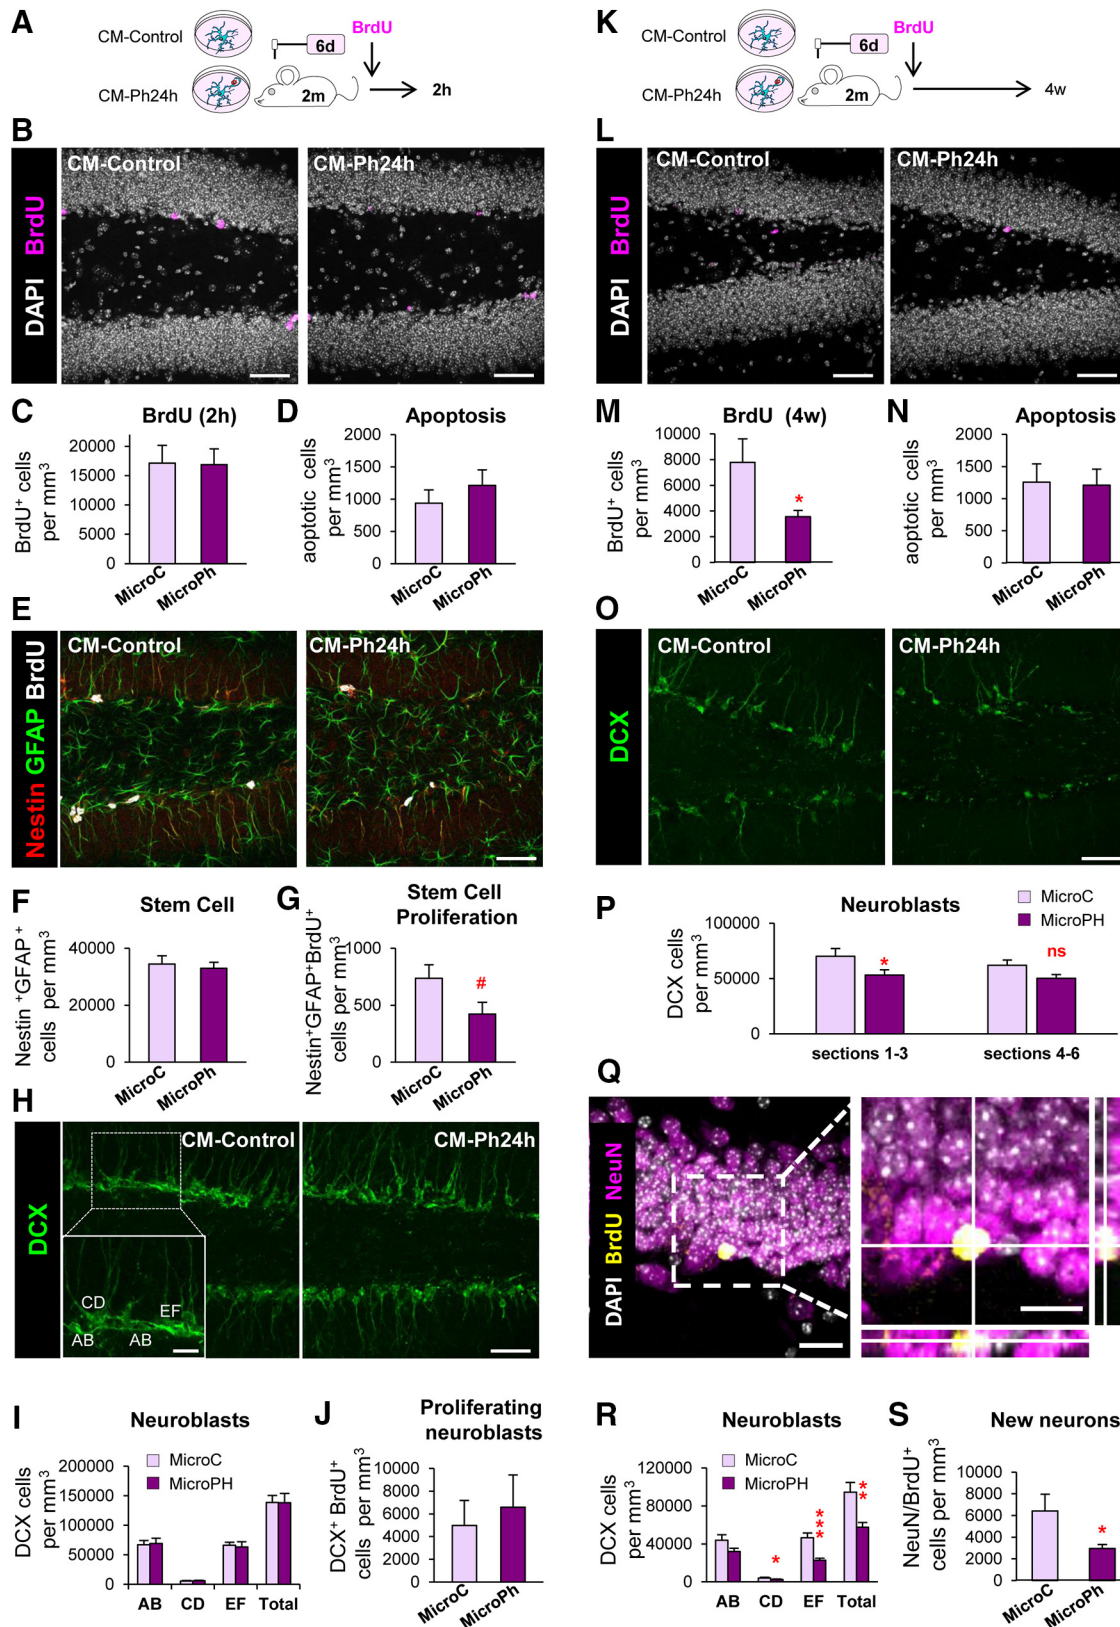 A
CM-Control
CM-Ph24h
6d
2m
BrdU
2h
B
DAPI BrdU
CM-Control
CM-Ph24h
C
BrdU (2h)
BrdU+ cells
per mm3
20000
15000
10000
5000
0
MicroC
MicroPh
D
Apoptosis
aoptotic cells
per mm3
2000
1500
1000
500
0
MicroC
MicroPh
E
Nestin GFAP BrdU
CM-Control
CM-Ph24h
F
Stem Cell
Nestin +GFAP+
cells per mm3
40000
20000
0
MicroC
MicroPh
G
Stem Cell
Proliferation
Nestin+GFAP+BrdU+
cells per mm3
1000
500
0
#
MicroC
MicroPh
H
DCX
CM-Control
CM-Ph24h
CD
EF
AB
AB
I
Neuroblasts
MicroC
MicroPH
DCX cells
per mm3
200000
150000
100000
50000
0
AB
CD
EF
Total
J
Proliferating
neuroblasts
DCX+ BrdU+
cells per mm3
10000
8000
6000
4000
2000
0
MicroC
MicroPh
K
CM-Control
CM-Ph24h
6d
2m
BrdU
4w
L
DAPI BrdU
CM-Control
CM-Ph24h
M
BrdU (4w)
BrdU+ cells
per mm3
10000
8000
6000
4000
2000
0
*
MicroC
MicroPh
N
Apoptosis
aoptotic cells
per mm3
2000
1500
1000
500
0
MicroC
MicroPh
O
DCX
CM-Control
CM-Ph24h
P
Neuroblasts
MicroC
MicroPH
DCX cells
per mm3
100000
50000
0
*
ns
sections 1-3
sections 4-6
Q
DAPI BrdU NeuN
R
Neuroblasts
MicroC
MicroPH
DCX cells
per mm3
120000
80000
40000
0
*
***
**
AB
CD
EF
Total
S
New neurons
NeuN/BrdU+
cells per mm3
10000
8000
6000
4000
2000
0
*
MicroC
MicroPh